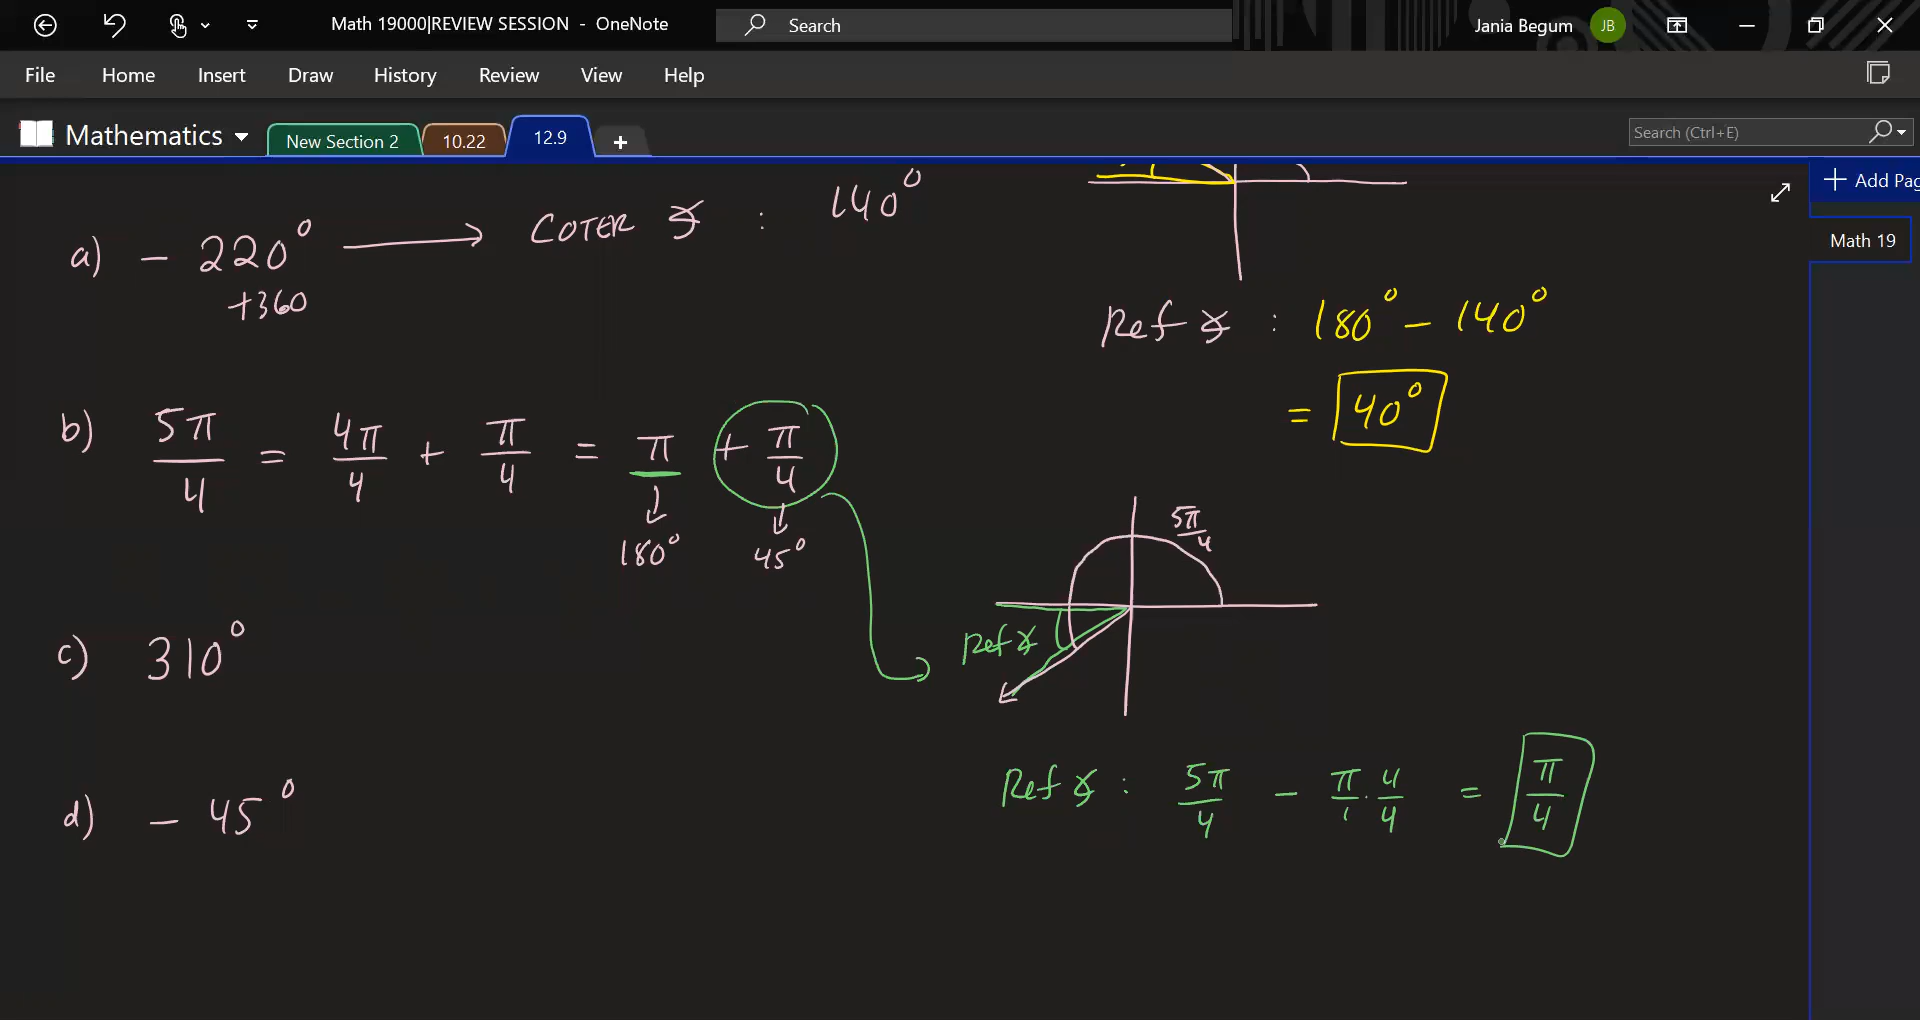 Math 19000|REVIEW SESSION - OneNote
Search
Jania Begum
JB
File Home Insert Draw History Review View Help
Mathematics
New Section 2
10.22
12.9
+
Search (Ctrl+E)
+ Add Pag
Math 19
a) - 220° → COTER ∡ : 140°
+360
Ref ∡ : 180° - 140°
= 40°
b) 5π/4 = 4π/4 + π/4 = π + π/4
↓ ↓
180° 45°
5π/4
Ref ∡
c) 310°
Ref ∡ : 5π/4 - π/1 · 4/4 = π/4
d) - 45°